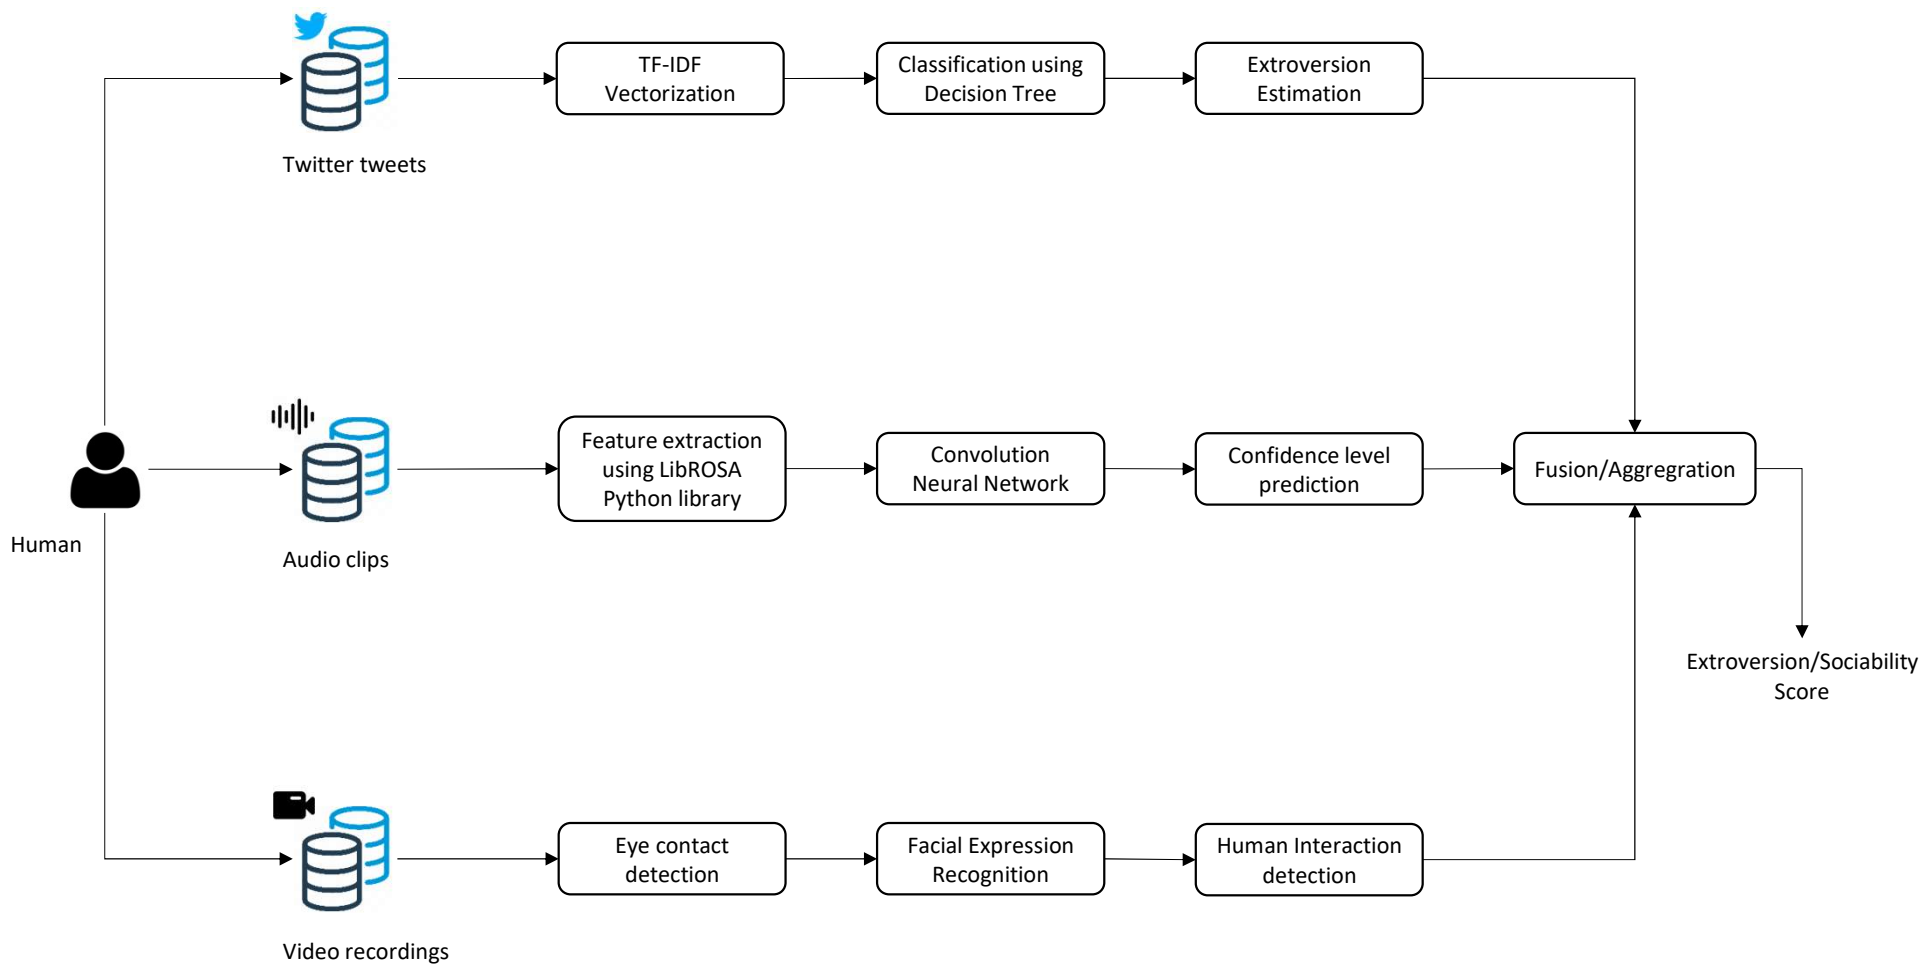 TF-IDF
Vectorization
Classification using
Decision Tree
Extroversion
Estimation
Twitter tweets
Feature extraction
using LibROSA
Python library
Convolution
Neural Network
Confidence level
prediction
Fusion/Aggregration
Human
Audio clips
Extroversion/Sociability
Score
Eye contact
detection
Facial Expression
Recognition
Human Interaction
detection
Video recordings